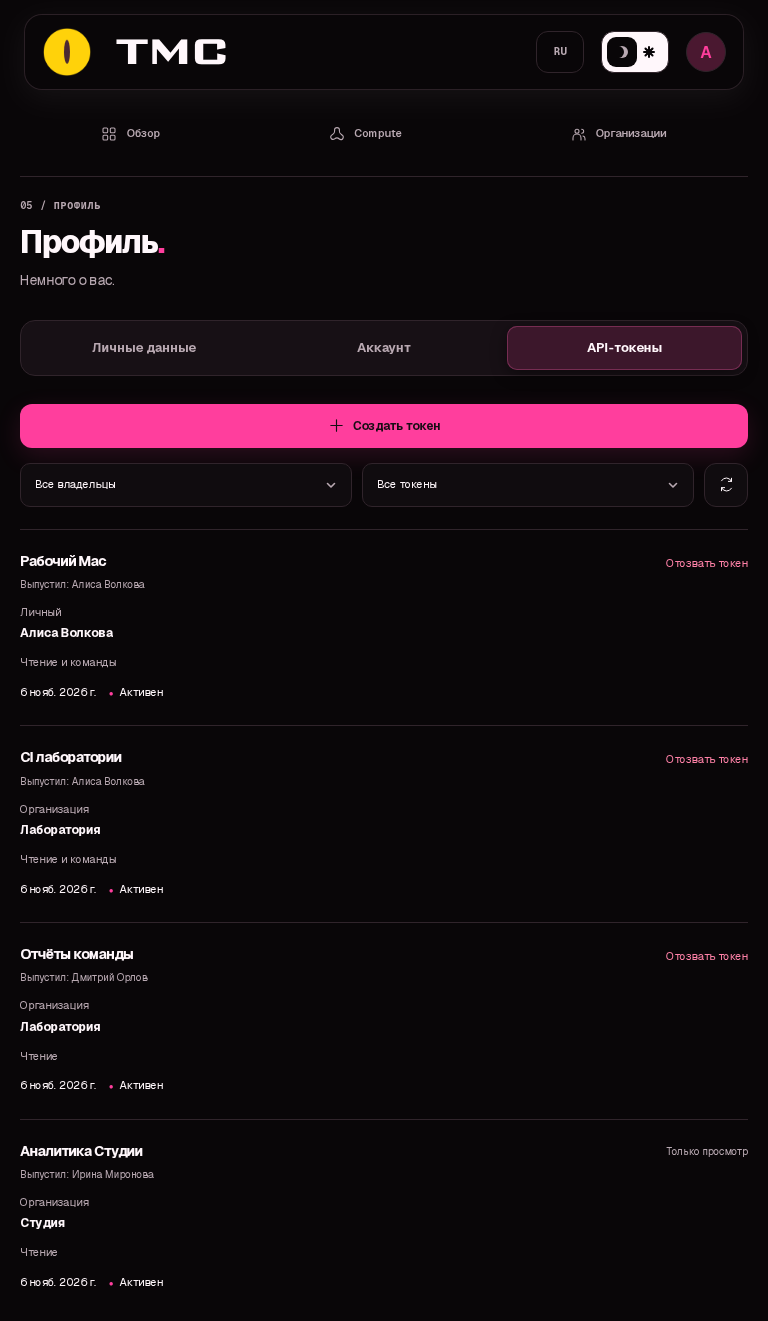 TMC
RU
A
Обзор
Compute
Организации
05 / ПРОФИЛЬ
Профиль.
Немного о вас.
Личные данные
Аккаунт
API-токены
Создать токен
Все владельцы
Все токены
Рабочий Mac
Отозвать токен
Выпустил: Алиса Волкова
Личный
Алиса Волкова
Чтение и команды
6 нояб. 2026 г. • Активен
CI лаборатории
Отозвать токен
Выпустил: Алиса Волкова
Организация
Лаборатория
Чтение и команды
6 нояб. 2026 г. • Активен
Отчёты команды
Отозвать токен
Выпустил: Дмитрий Орлов
Организация
Лаборатория
Чтение
6 нояб. 2026 г. • Активен
Аналитика Студии
Только просмотр
Выпустил: Ирина Миронова
Организация
Студия
Чтение
6 нояб. 2026 г. • Активен